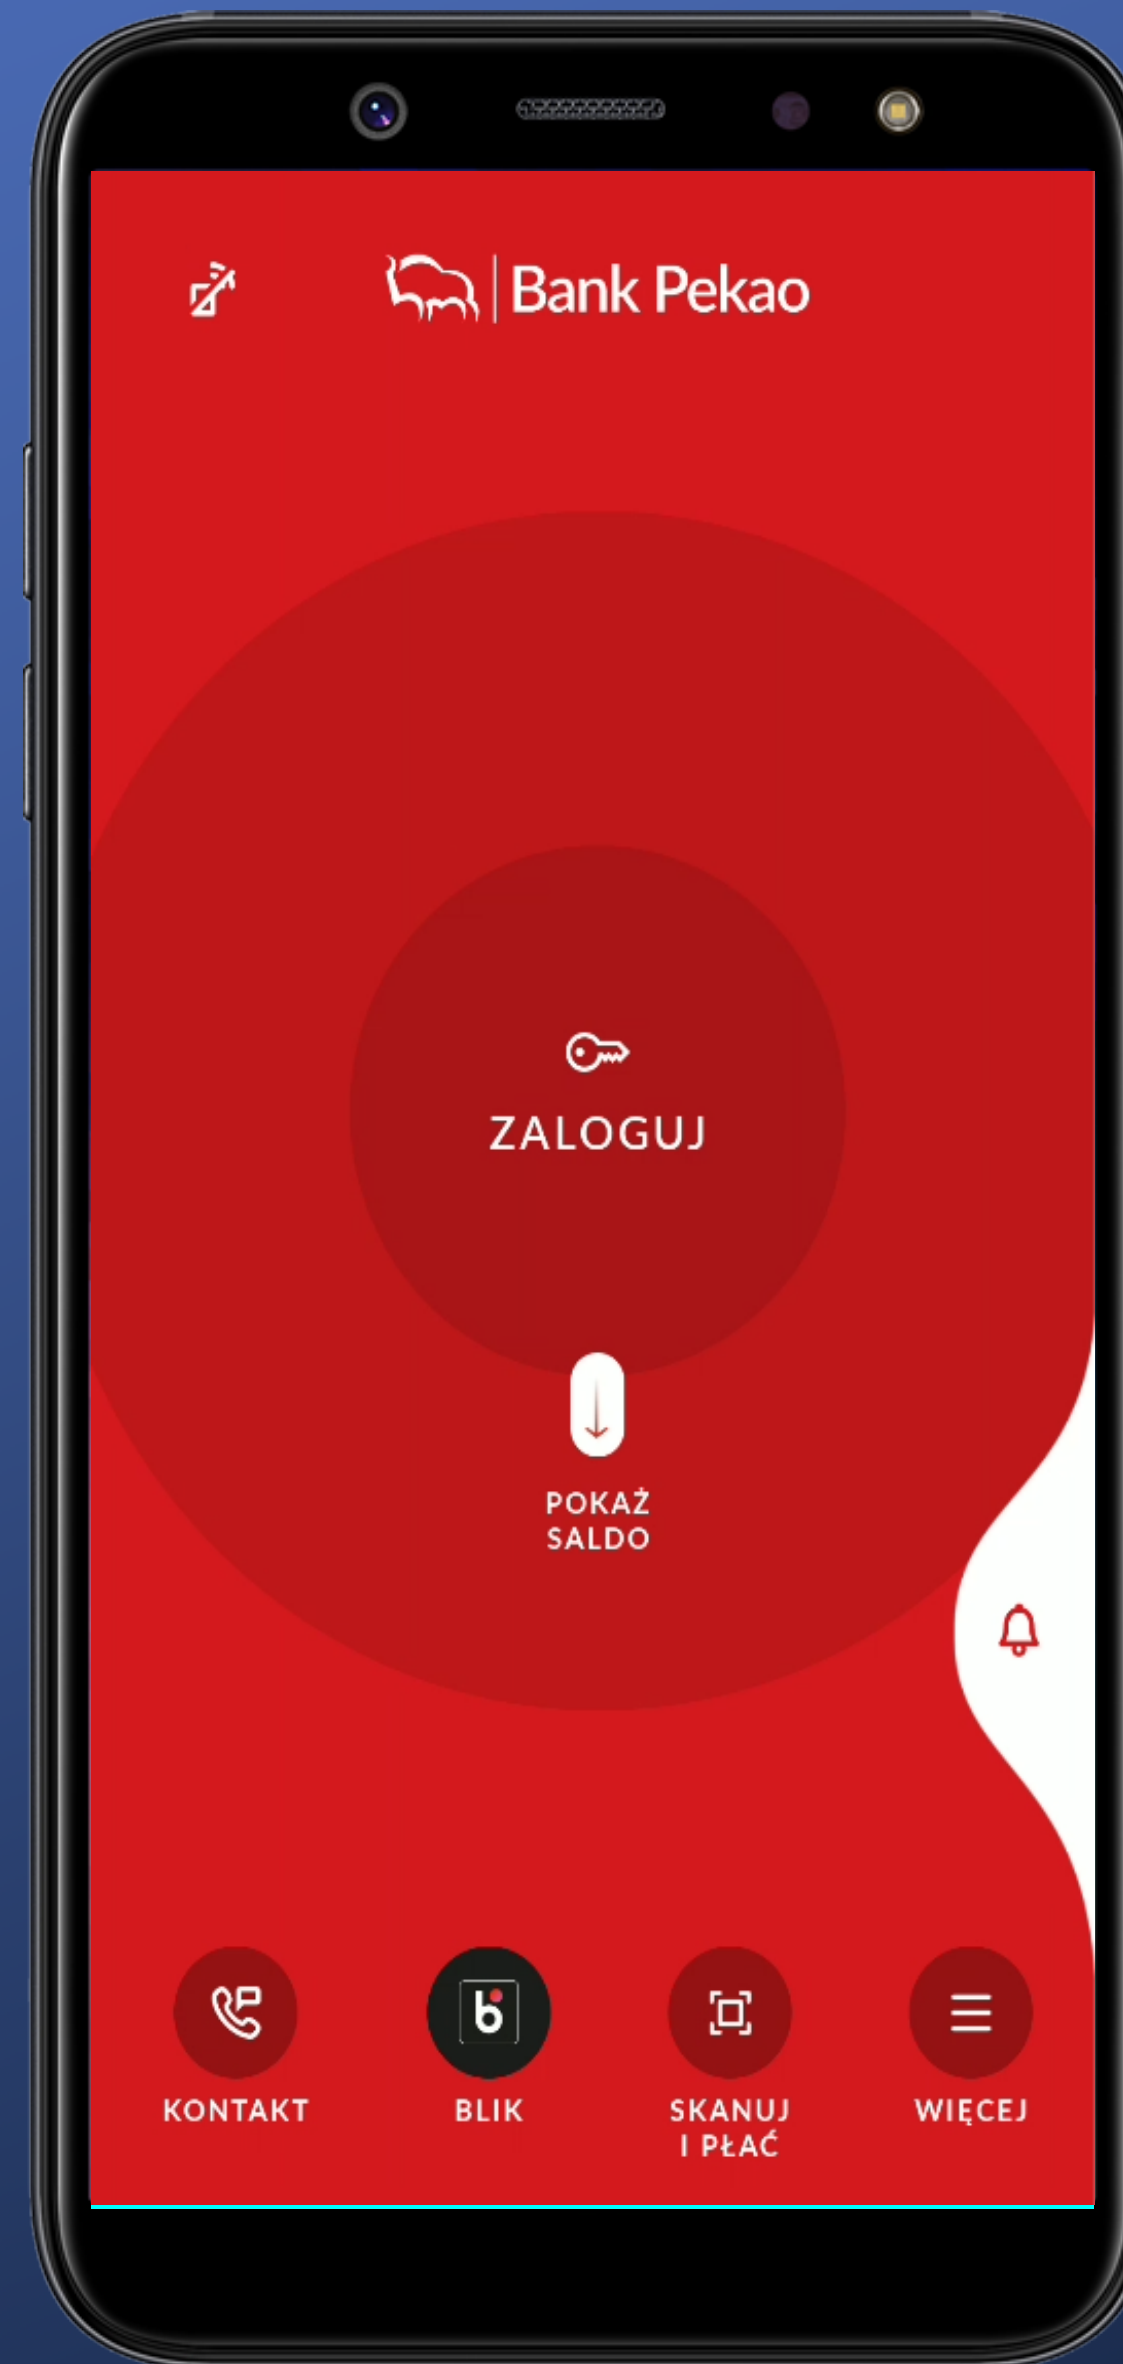 Bank Pekao
ZALOGUJ
POKAŻ
SALDO
KONTAKT
BLIK
SKANUJ
I PŁAĆ
WIĘCEJ